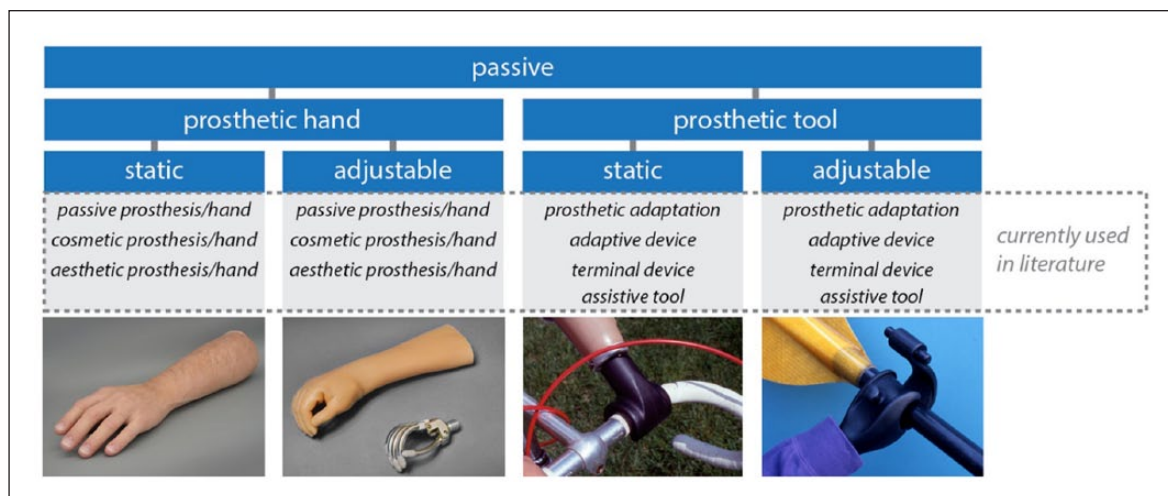 passive
prosthetic hand
prosthetic tool
static
adjustable
static
adjustable
passive prosthesis/hand
cosmetic prosthesis/hand
aesthetic prosthesis/hand
passive prosthesis/hand
cosmetic prosthesis/hand
aesthetic prosthesis/hand
prosthetic adaptation
adaptive device
terminal device
assistive tool
prosthetic adaptation
adaptive device
terminal device
assistive tool
currently used
in literature